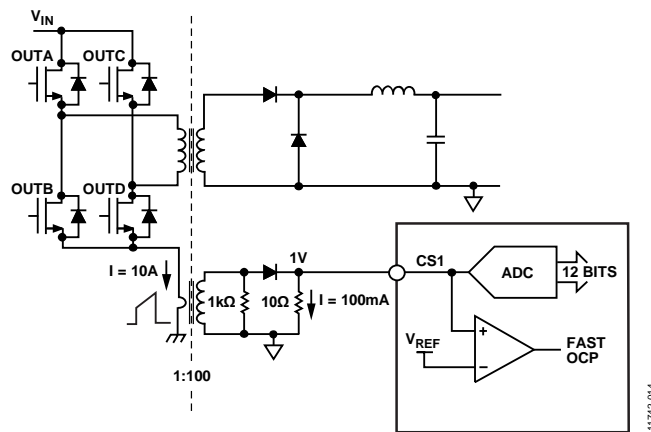 VIN
OUTA
OUTC
OUTB
OUTD
I = 10A
1kΩ
10Ω
1V
I = 100mA
1:100
CS1
ADC
12 BITS
VREF
+
−
FAST
OCP